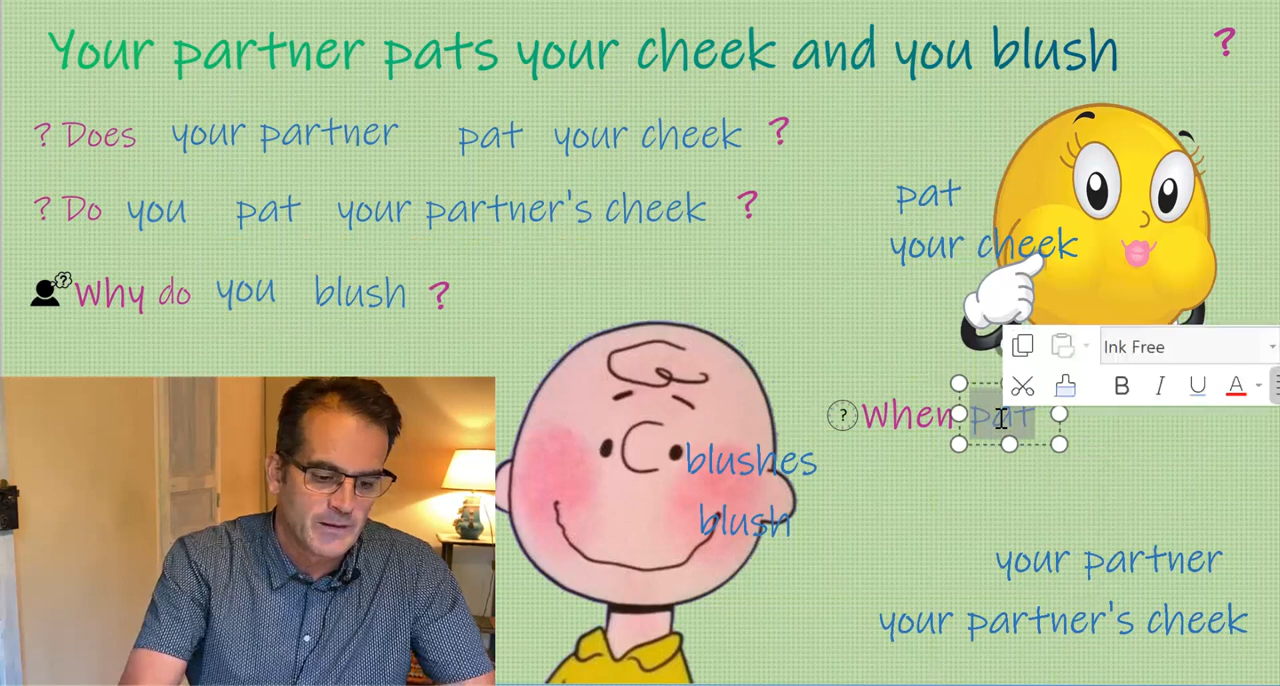 Your partner pats your cheek and you blush ?
? Does your partner pat your cheek ?
? Do you pat your partner's cheek ?
? Why do you blush ?
pat
your cheek
Ink Free
B I U A
? When pat
blushes
blush
your partner
your partner's cheek